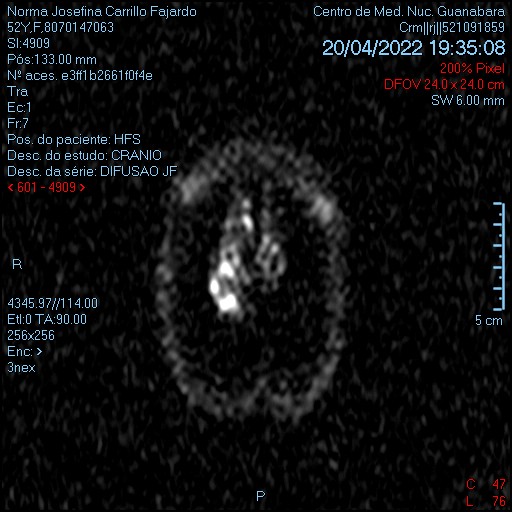 Norma Josefina Carrillo Fajardo
52Y,F,8070147063
Sl:4909
Pós:133.00 mm
Nº aces. e3ff1b2661f0f4e
Tra
Ec:1
Fr:7
Pos. do paciente: HFS
Desc. do estudo: CRANIO
Desc. da série: DIFUSAO JF
< 601 - 4909 >
Centro de Med. Nuc. Guanabara
Crm||rj||521091859
20/04/2022 19:35:08
200% Pixel
DFOV 24.0 x 24.0 cm
SW 6.00 mm
R
4345.97//114.00
Etl:0 TA:90.00
256x256
Enc: >
3nex
5 cm
P
C 47
L 76